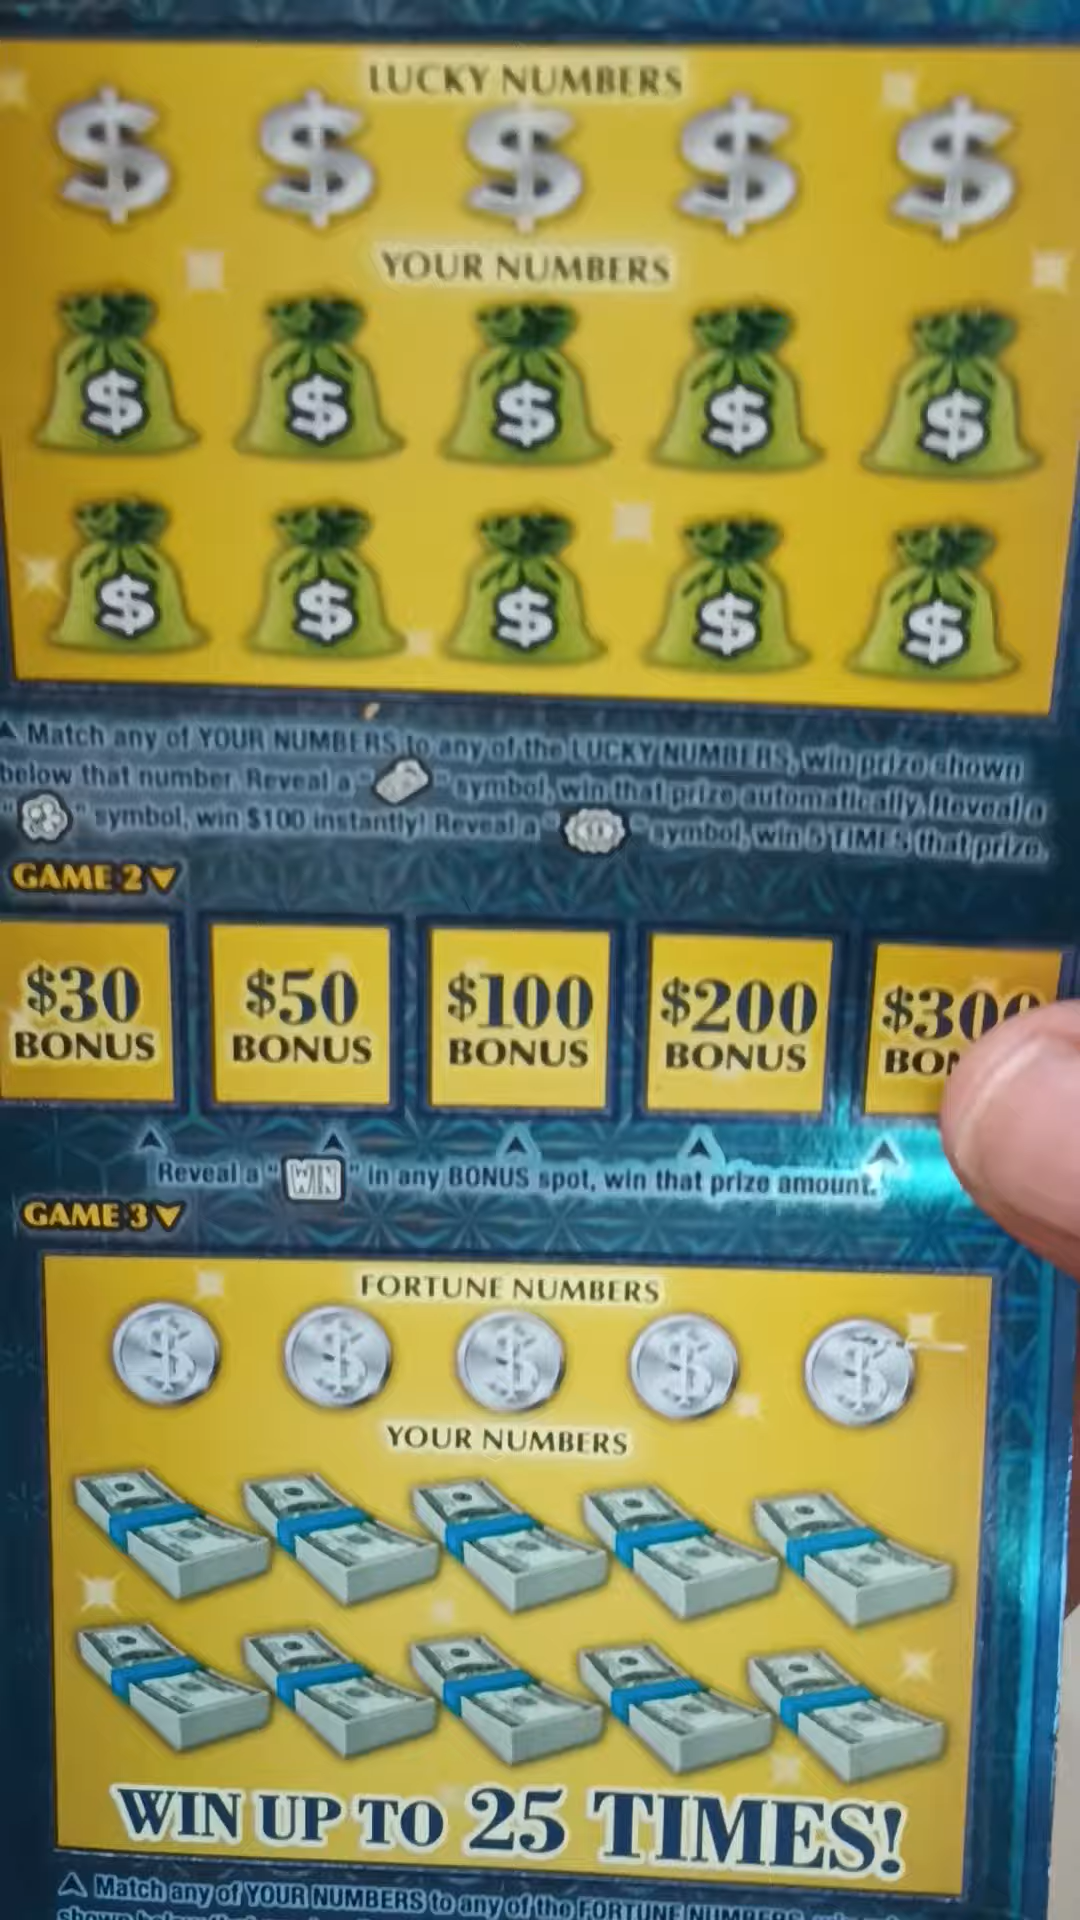 LUCKY NUMBERS
$ $ $ $ $
YOUR NUMBERS
$ $ $ $ $
$ $ $ $ $
Match any of YOUR NUMBERS to any of the LUCKY NUMBERS, win prize shown
below that number. Reveal a " " symbol, win that prize automatically. Reveal a
" " symbol, win $100 instantly! Reveal a " " symbol, win 5 TIMES that prize.
GAME 2
$30 $50 $100 $200 $300
BONUS BONUS BONUS BONUS BON
Reveal a "WIN" in any BONUS spot, win that prize amount.
GAME 3
FORTUNE NUMBERS
$ $ $ $ $
YOUR NUMBERS
WIN UP TO 25 TIMES!
Match any of YOUR NUMBERS to any of the FORTUNE NUMBERS,
shown below